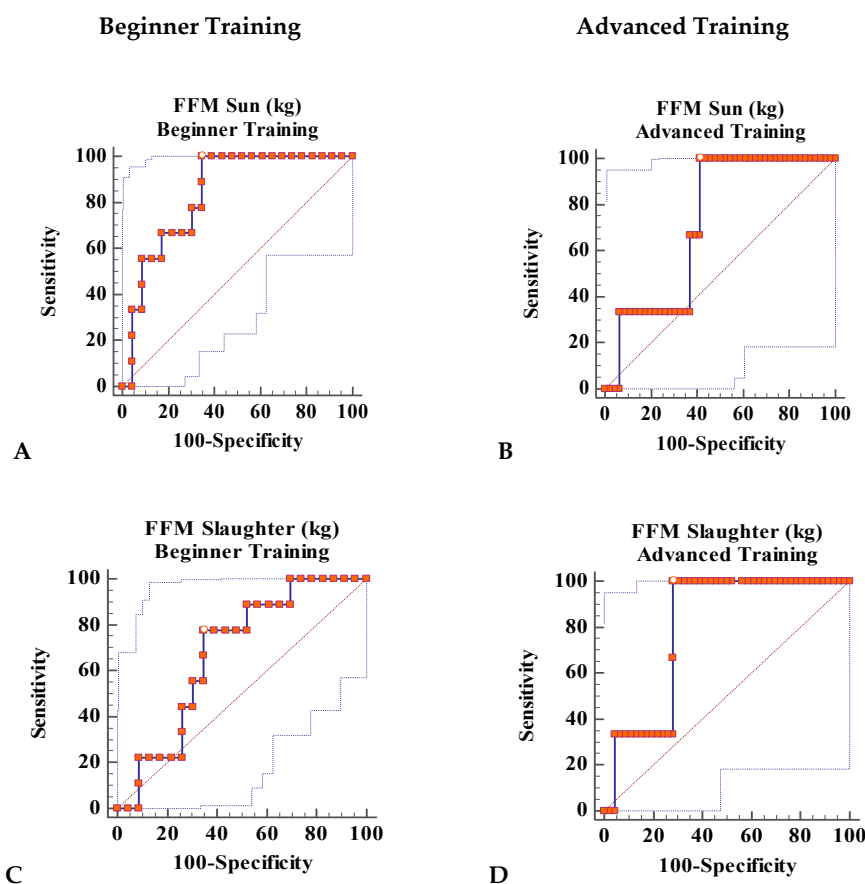 Beginner Training
Advanced Training
FFM Sun (kg)
Beginner Training
100
80
60
40
20
0
Sensitivity
0 20 40 60 80 100
100-Specificity
A
FFM Sun (kg)
Advanced Training
100
80
60
40
20
0
Sensitivity
0 20 40 60 80 100
100-Specificity
B
FFM Slaughter (kg)
Beginner Training
100
80
60
40
20
0
Sensitivity
0 20 40 60 80 100
100-Specificity
C
FFM Slaughter (kg)
Advanced Training
100
80
60
40
20
0
Sensitivity
0 20 40 60 80 100
100-Specificity
D